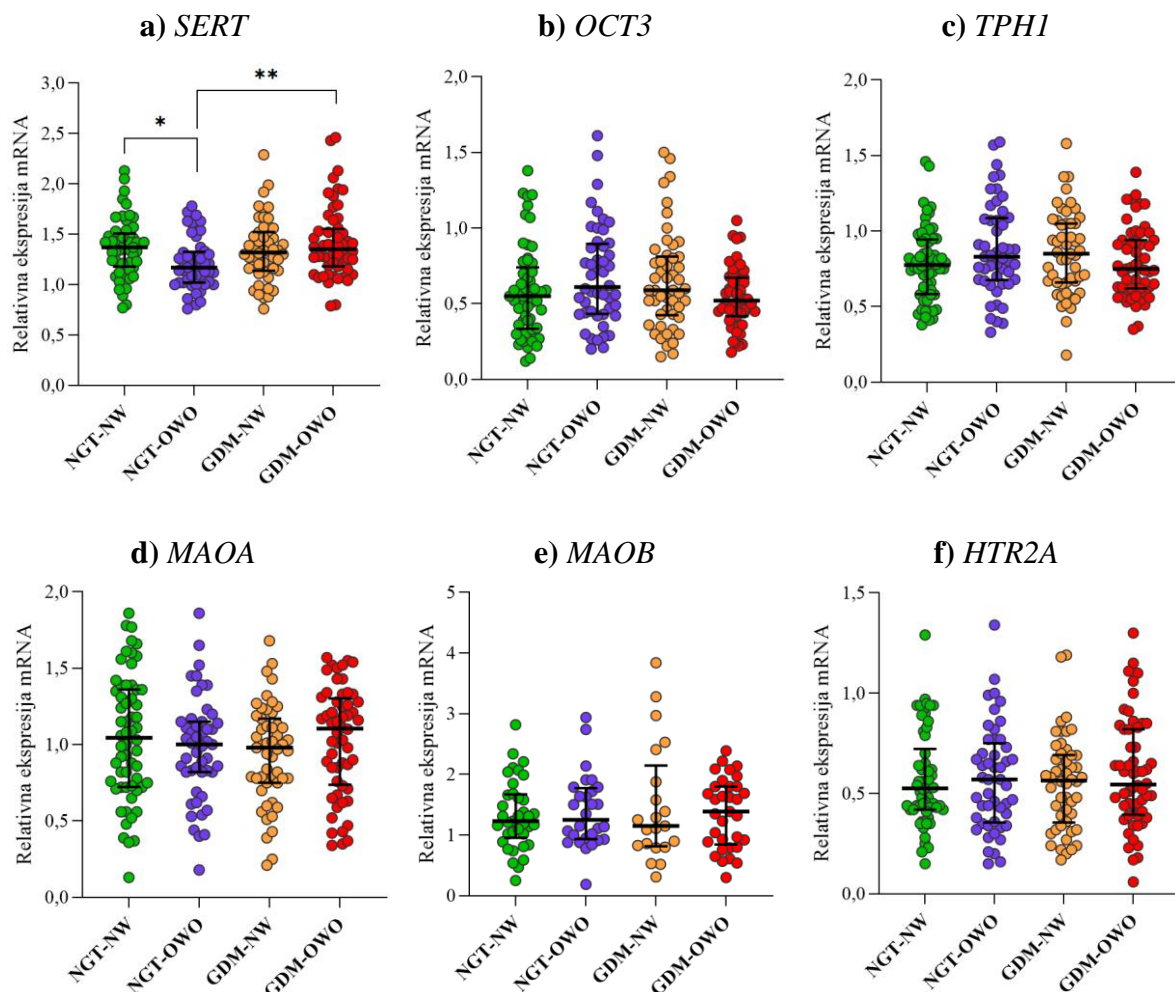 a) SERT
b) OCT3
c) TPH1
Relativna ekspresija mRNA
3,0
2,5
2,0
1,5
1,0
0,5
0,0
*
**
NGT-NW
NGT-OWO
GDM-NW
GDM-OWO
Relativna ekspresija mRNA
2,0
1,5
1,0
0,5
0,0
NGT-NW
NGT-OWO
GDM-NW
GDM-OWO
Relativna ekspresija mRNA
2,0
1,5
1,0
0,5
0,0
NGT-NW
NGT-OWO
GDM-NW
GDM-OWO
d) MAOA
e) MAOB
f) HTR2A
Relativna ekspresija mRNA
2,0
1,5
1,0
0,5
0,0
NGT-NW
NGT-OWO
GDM-NW
GDM-OWO
Relativna ekspresija mRNA
5
4
3
2
1
0
NGT-NW
NGT-OWO
GDM-NW
GDM-OWO
Relativna ekspresija mRNA
1,5
1,0
0,5
0,0
NGT-NW
NGT-OWO
GDM-NW
GDM-OWO